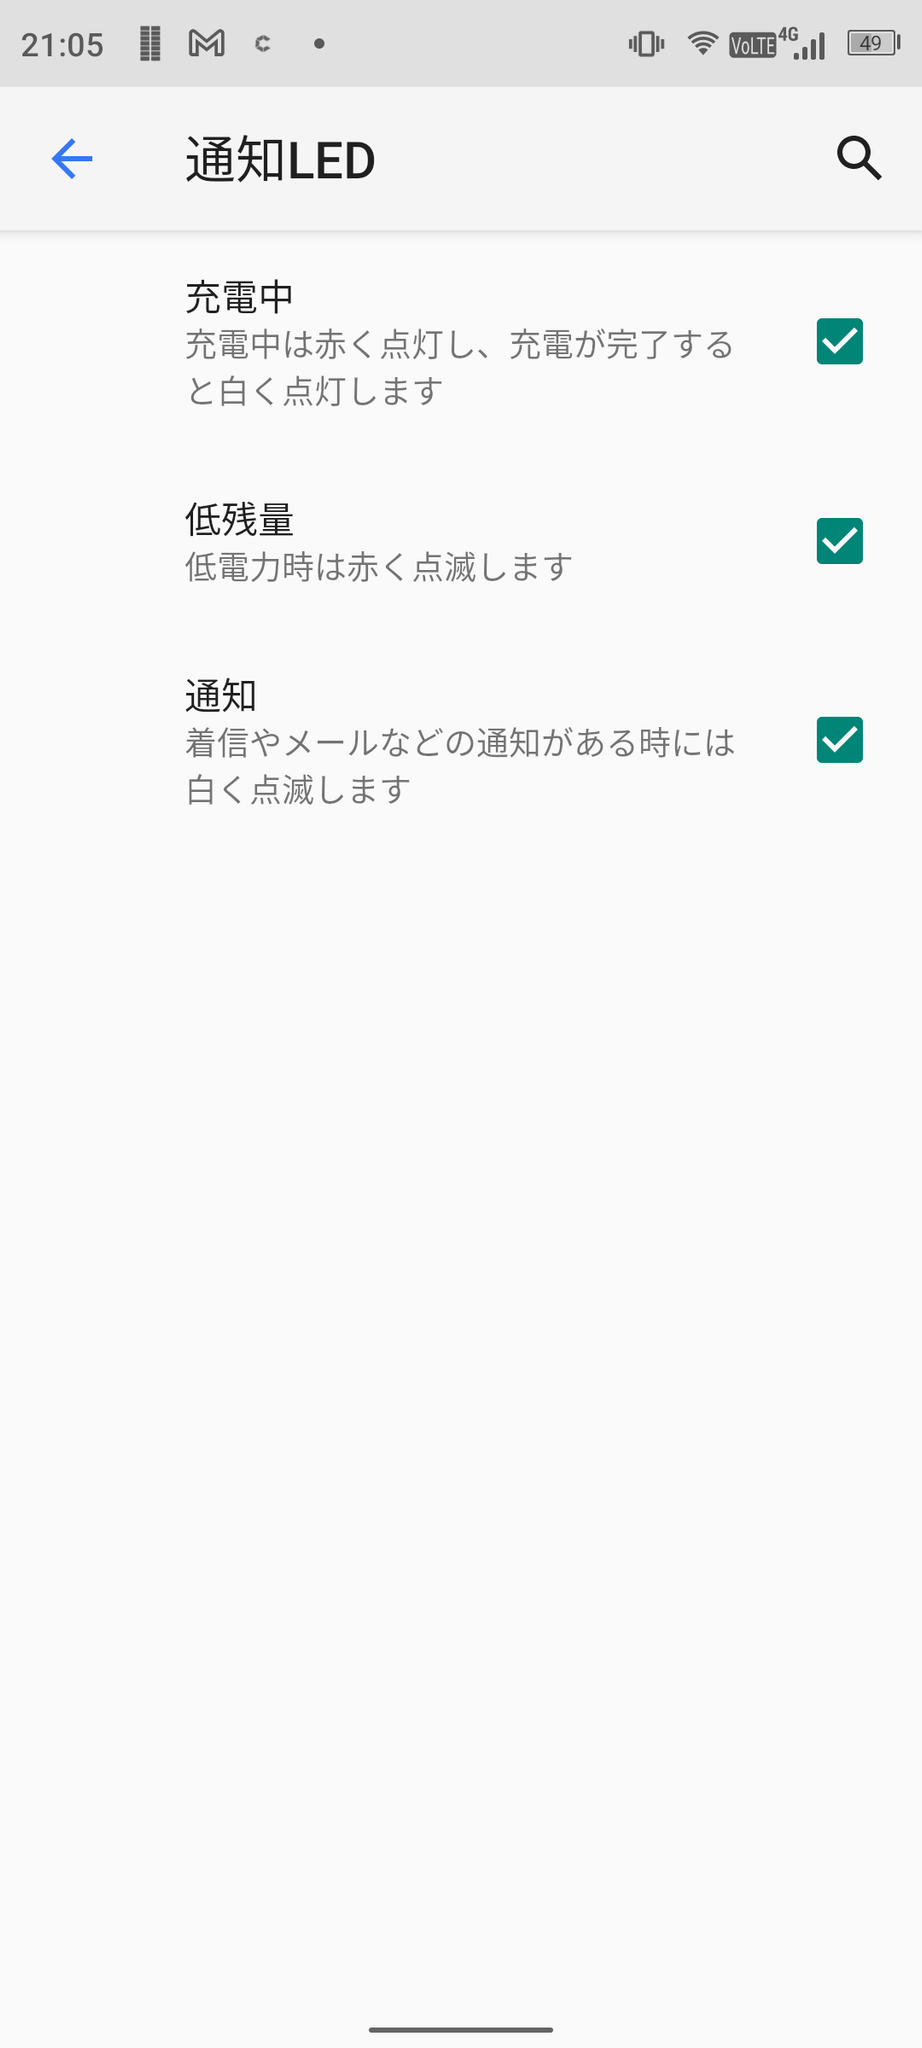 21:05
VoLTE 4G 49
通知LED
充電中
充電中は赤く点灯し、充電が完了する
と白く点灯します
低残量
低電力時は赤く点滅します
通知
着信やメールなどの通知がある時には
白く点滅します